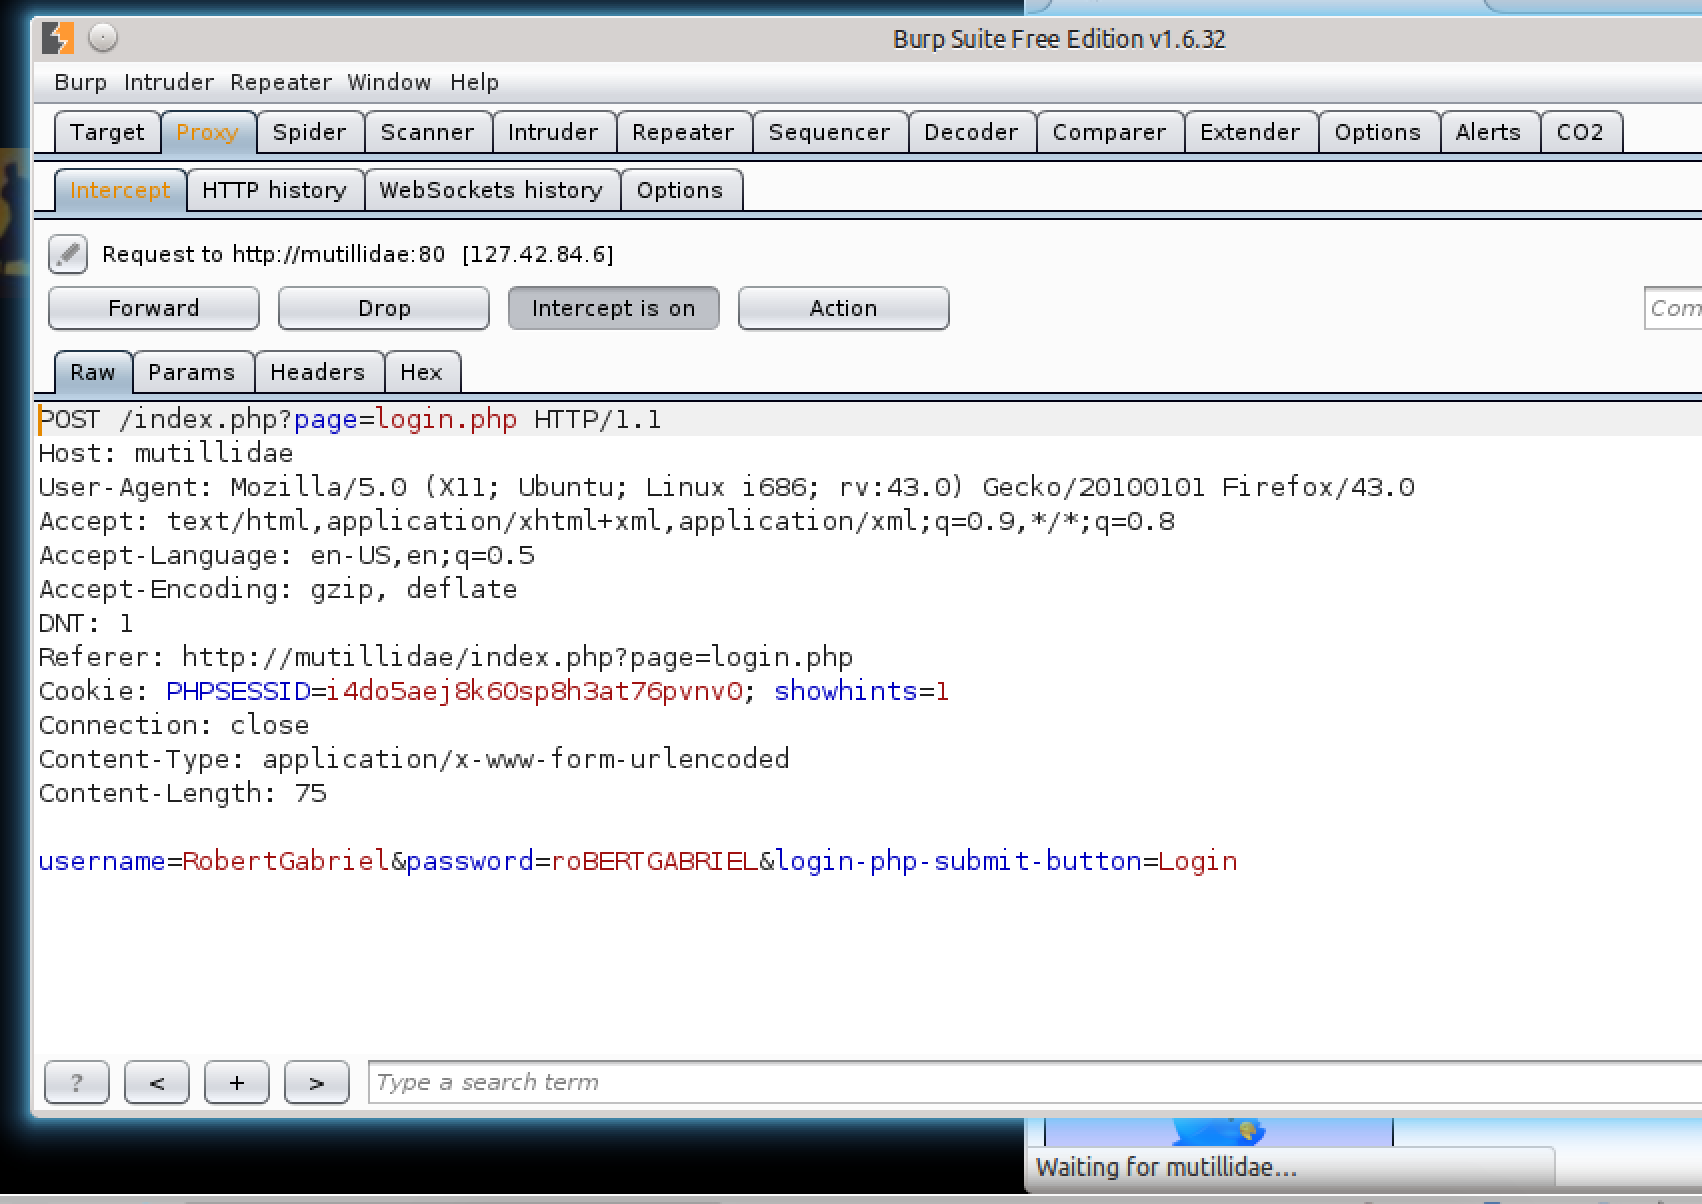 Burp Suite Free Edition v1.6.32
Burp Intruder Repeater Window Help
Target Proxy Spider Scanner Intruder Repeater Sequencer Decoder Comparer Extender Options Alerts CO2
Intercept HTTP history WebSockets history Options
Request to http://mutillidae:80 [127.42.84.6]
Forward Drop Intercept is on Action Com
Raw Params Headers Hex
POST /index.php?page=login.php HTTP/1.1
Host: mutillidae
User-Agent: Mozilla/5.0 (X11; Ubuntu; Linux i686; rv:43.0) Gecko/20100101 Firefox/43.0
Accept: text/html,application/xhtml+xml,application/xml;q=0.9,*/*;q=0.8
Accept-Language: en-US,en;q=0.5
Accept-Encoding: gzip, deflate
DNT: 1
Referer: http://mutillidae/index.php?page=login.php
Cookie: PHPSESSID=i4do5aej8k60sp8h3at76pvnv0; showhints=1
Connection: close
Content-Type: application/x-www-form-urlencoded
Content-Length: 75
username=RobertGabriel&password=roBERTGABRIEL&login-php-submit-button=Login
? < + > Type a search term
Waiting for mutillidae...